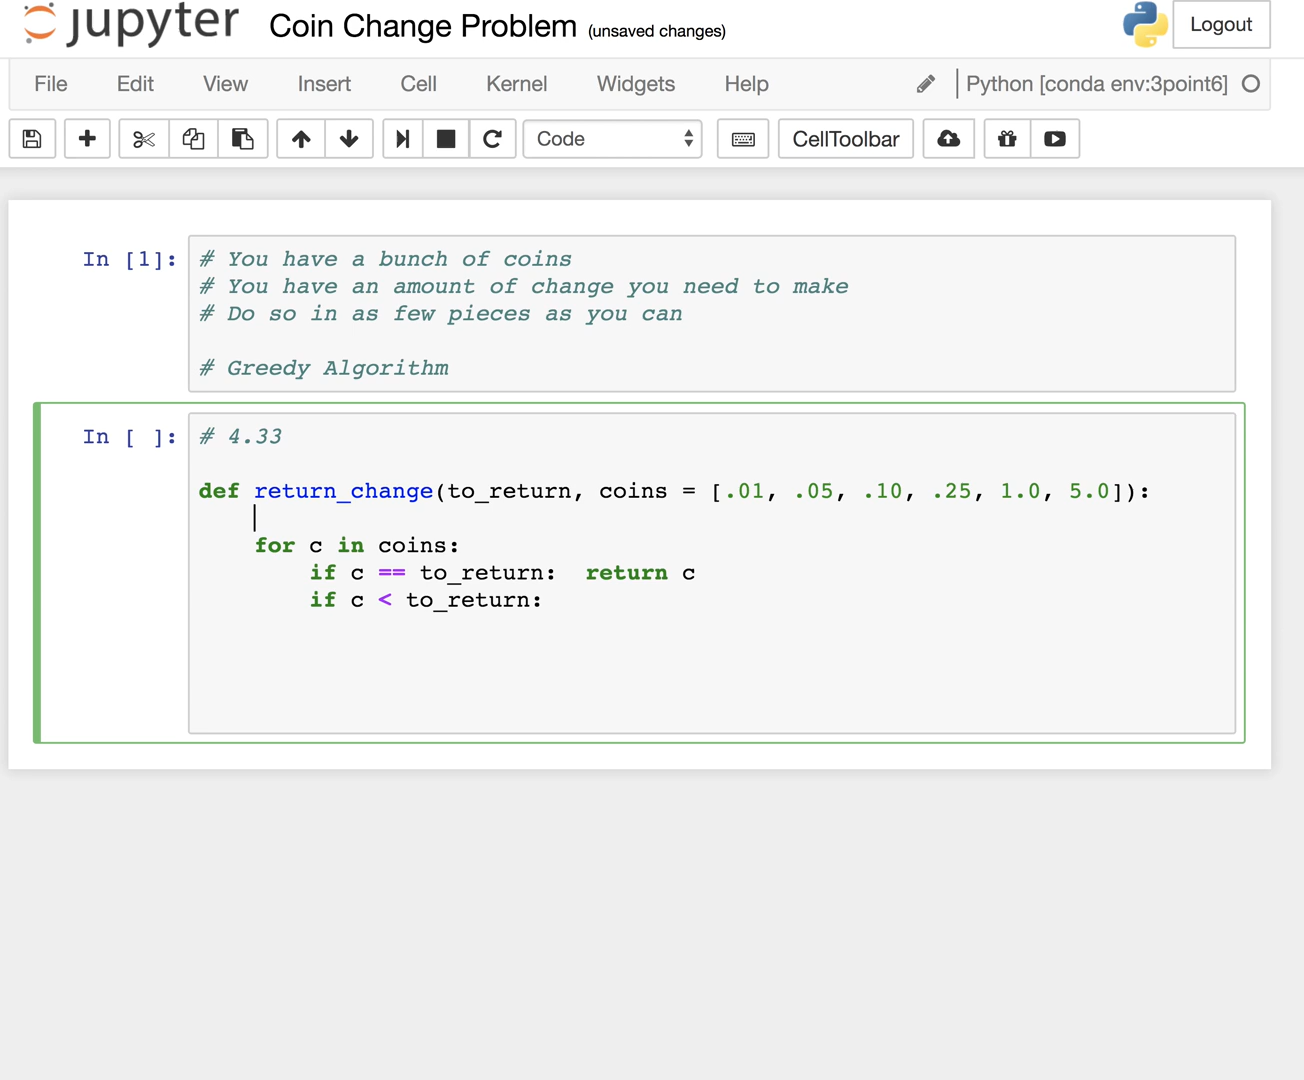 jupyter Coin Change Problem (unsaved changes) Logout
File Edit View Insert Cell Kernel Widgets Help Python [conda env:3point6]
Code CellToolbar
In [1]: # You have a bunch of coins
# You have an amount of change you need to make
# Do so in as few pieces as you can
# Greedy Algorithm
In [ ]: # 4.33
def return_change(to_return, coins = [.01, .05, .10, .25, 1.0, 5.0]):
for c in coins:
if c == to_return: return c
if c < to_return: